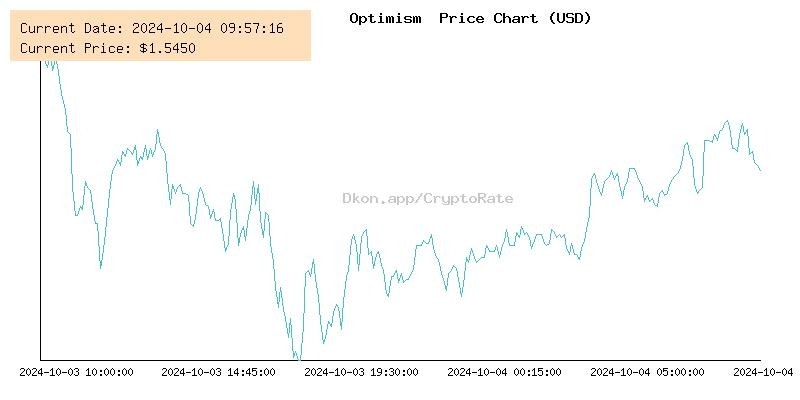 Optimism  Price Chart (USD)
Current Date: 2024-10-04 09:57:16
Current Price: $1.5450
Dkon.app/CryptoRate
2024-10-03 10:00:00 2024-10-03 14:45:00 2024-10-03 19:30:00 2024-10-04 00:15:00 2024-10-04 05:00:00 2024-10-04